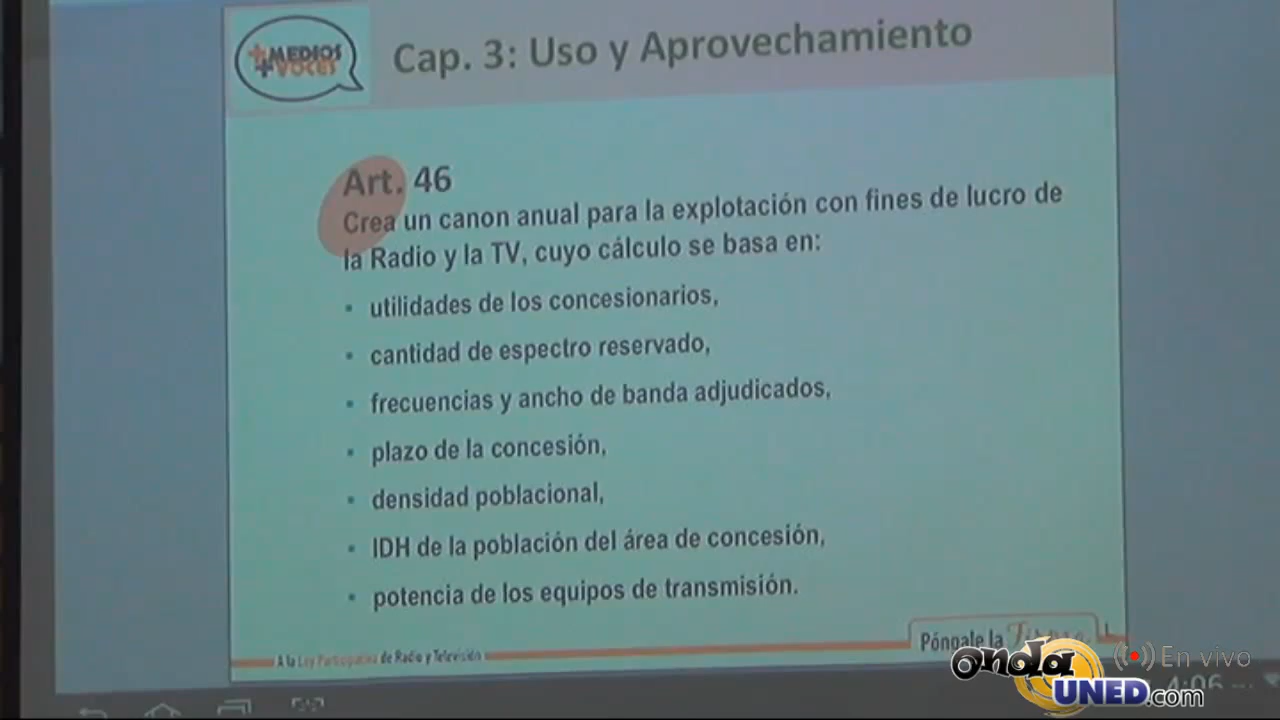 +MEDIOS
+VOCES
Cap. 3: Uso y Aprovechamiento
Art. 46
Crea un canon anual para la explotación con fines de lucro de
la Radio y la TV, cuyo cálculo se basa en:
• utilidades de los concesionarios,
• cantidad de espectro reservado,
• frecuencias y ancho de banda adjudicados,
• plazo de la concesión,
• densidad poblacional,
• IDH de la población del área de concesión,
• potencia de los equipos de transmisión.
A la Ley Participativa de Radio y Televisión
Póngale la Firma
onda
UNED.com
En vivo
4:06